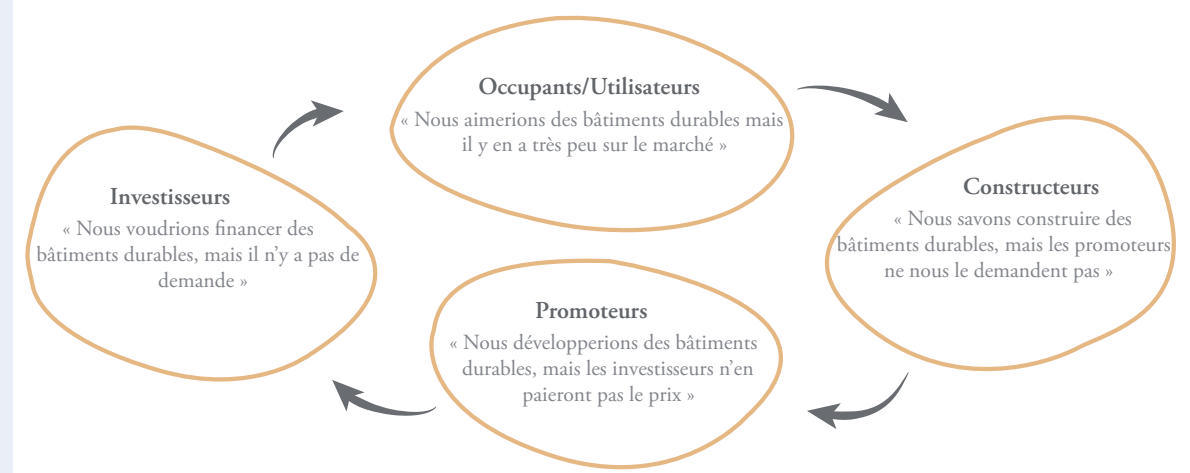 Occupants/Utilisateurs
« Nous aimerions des bâtiments durables mais
il y en a très peu sur le marché »
Constructeurs
« Nous savons construire des
bâtiments durables, mais les promoteurs
ne nous le demandent pas »
Promoteurs
« Nous développerions des bâtiments
durables, mais les investisseurs n’en
paieront pas le prix »
Investisseurs
« Nous voudrions financer des
bâtiments durables, mais il n’y a pas de
demande »